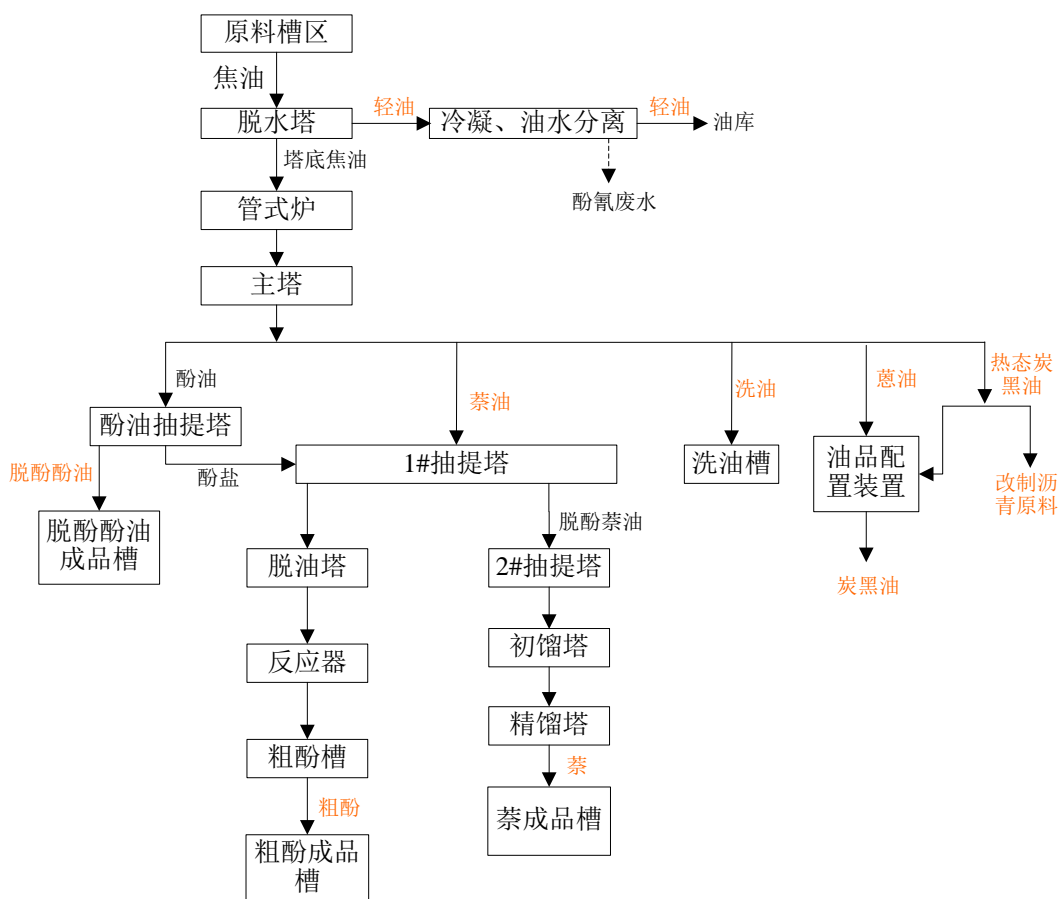 原料槽区
焦油
脱水塔
轻油
冷凝、油水分离
轻油
油库
塔底焦油
酚氰废水
管式炉
主塔
酚油
萘油
洗油
蒽油
热态炭
黑油
酚油抽提塔
脱酚酚油
酚盐
1#抽提塔
洗油槽
油品配
置装置
改制沥
青原料
脱酚酚油
成品槽
脱酚萘油
脱油塔
2#抽提塔
炭黑油
反应器
初馏塔
精馏塔
粗酚槽
萘
粗酚
萘成品槽
粗酚成品
槽